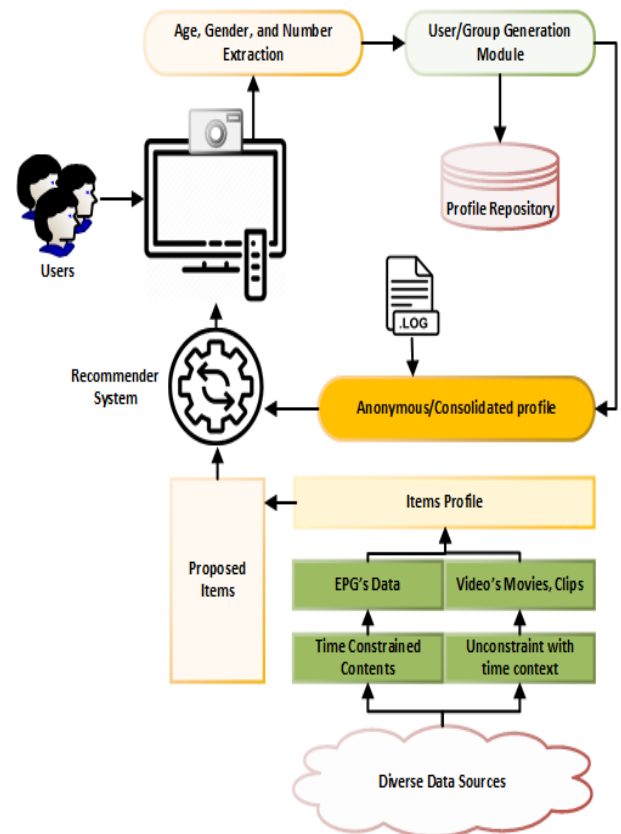 Age, Gender, and Number
Extraction
User/Group Generation
Module
Profile Repository
Users
.LOG
Recommender
System
Anonymous/Consolidated profile
Items Profile
Proposed
Items
EPG's Data
Video's Movies, Clips
Time Constrained
Contents
Unconstraint with
time context
Diverse Data Sources